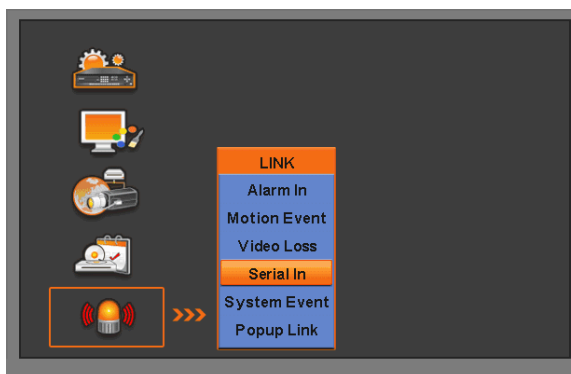 LINK
Alarm In
Motion Event
Video Loss
Serial In
System Event
Popup Link